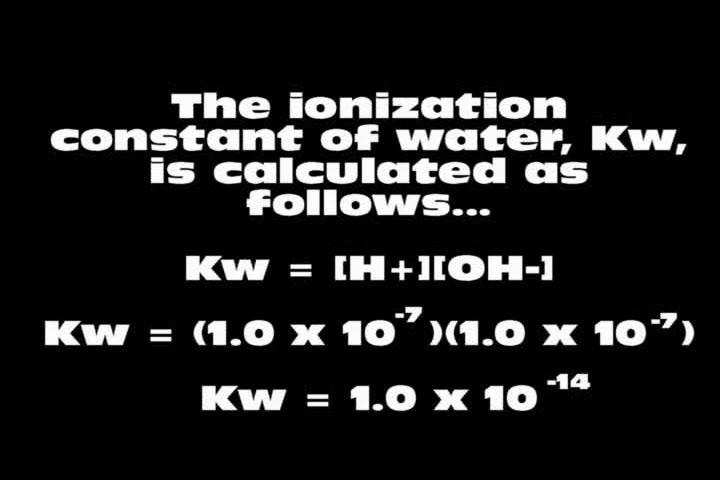 The ionization
constant of water, Kw,
is calculated as
follows...
Kw = [H+][OH-]
Kw = (1.0 x 10⁻⁷)(1.0 x 10⁻⁷)
Kw = 1.0 x 10⁻¹⁴